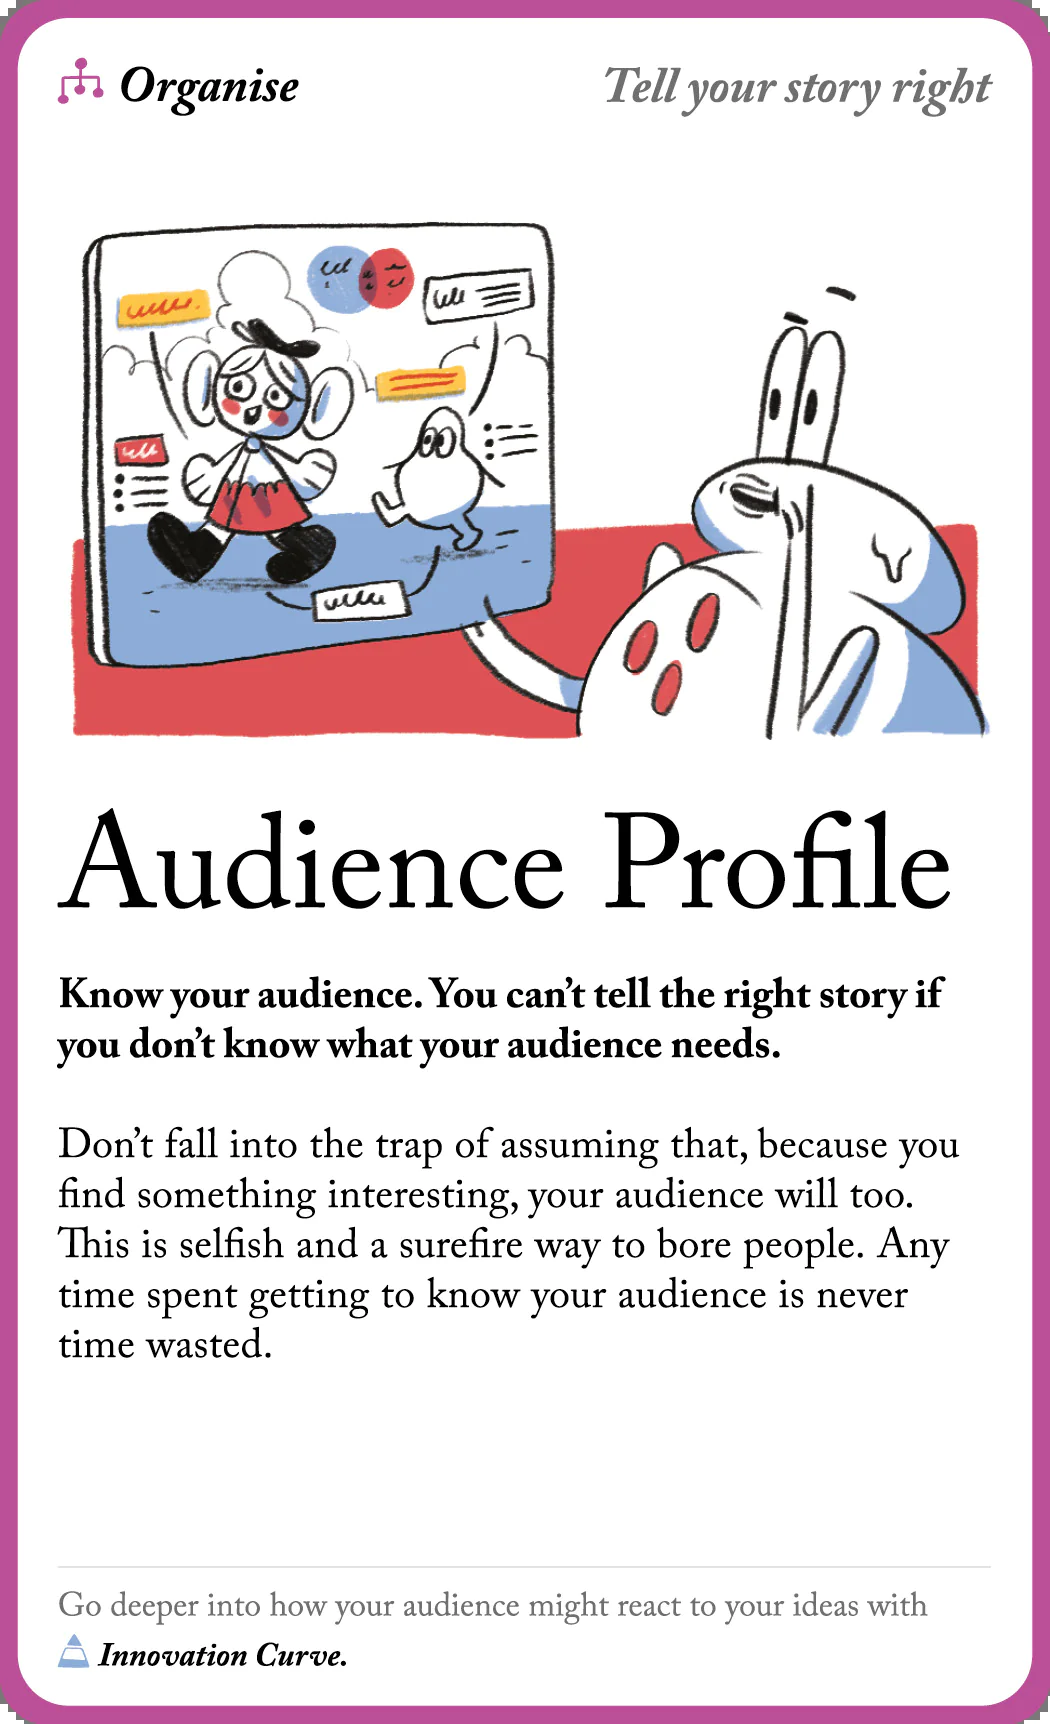 Organise
Tell your story right
Audience Profile
Know your audience. You can’t tell the right story if
you don’t know what your audience needs.
Don’t fall into the trap of assuming that, because you
find something interesting, your audience will too.
This is selfish and a surefire way to bore people. Any
time spent getting to know your audience is never
time wasted.
Go deeper into how your audience might react to your ideas with
Innovation Curve.